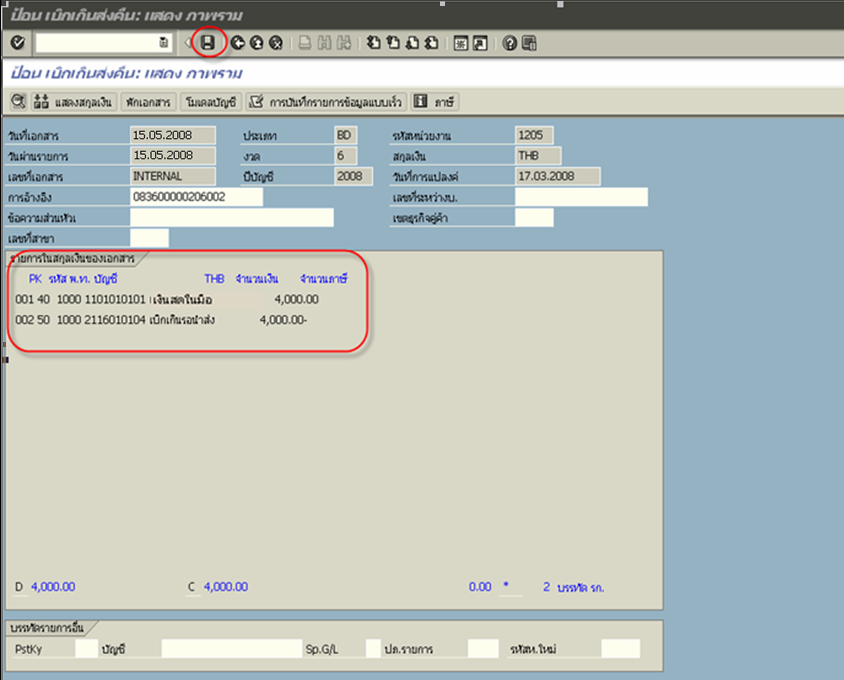 ป้อน เบิกเกินส่งคืน: แสดง ภาพรวม
ป้อน เบิกเกินส่งคืน: แสดง ภาพรวม
แสดงสกุลเงิน พักเอกสาร โมเดลบัญชี การบันทึกรายการข้อมูลแบบเร็ว ภาษี
วันที่เอกสาร 15.05.2008 ประเภท BD รหัสหน่วยงาน 1205
วันผ่านรายการ 15.05.2008 งวด 6 สกุลเงิน THB
เลขที่เอกสาร INTERNAL ปีบัญชี 2008 วันที่การแปลงค่ 17.03.2008
การอ้างอิง 083600000206002 เลขที่ระหว่างบ.
ข้อความส่วนหัว เขตธุรกิจคู่ค้า
เลขที่สาขา
รายการในสกุลเงินของเอกสาร
PK รหัส พ.ท. บัญชี THB จำนวนเงิน จำนวนภาษี
001 40 1000 1101010101 เงินสดในมือ 4,000.00
002 50 1000 2116010104 เบิกเกินรอนำส่ง 4,000.00-
D 4,000.00 C 4,000.00 0.00 * 2 บรรทัด รก.
บรรทัดรายการอื่น
PstKy บัญชี Sp.G/L ปภ.รายการ รหัสห.ใหม่